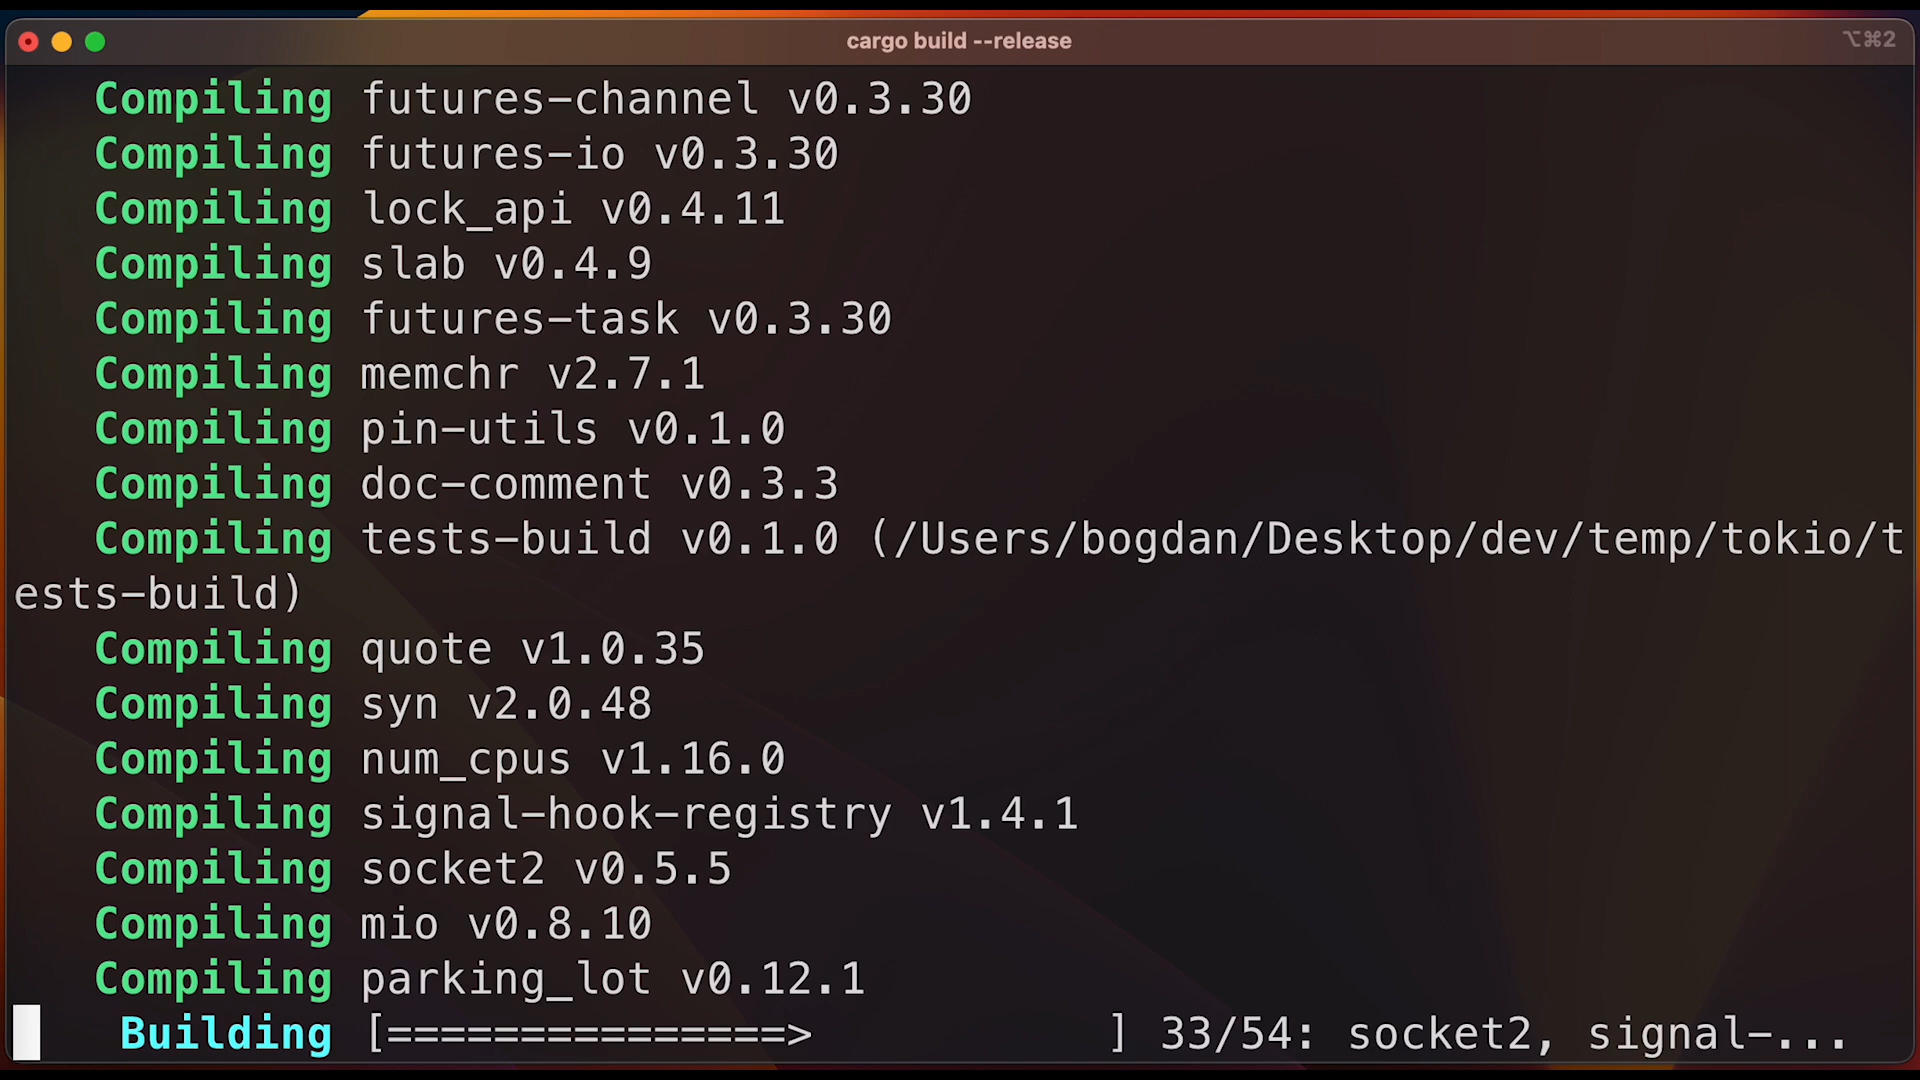 cargo build --release
⌥⌘2
Compiling futures-channel v0.3.30
Compiling futures-io v0.3.30
Compiling lock_api v0.4.11
Compiling slab v0.4.9
Compiling futures-task v0.3.30
Compiling memchr v2.7.1
Compiling pin-utils v0.1.0
Compiling doc-comment v0.3.3
Compiling tests-build v0.1.0 (/Users/bogdan/Desktop/dev/temp/tokio/t
ests-build)
Compiling quote v1.0.35
Compiling syn v2.0.48
Compiling num_cpus v1.16.0
Compiling signal-hook-registry v1.4.1
Compiling socket2 v0.5.5
Compiling mio v0.8.10
Compiling parking_lot v0.12.1
Building [===============>           ] 33/54: socket2, signal-...